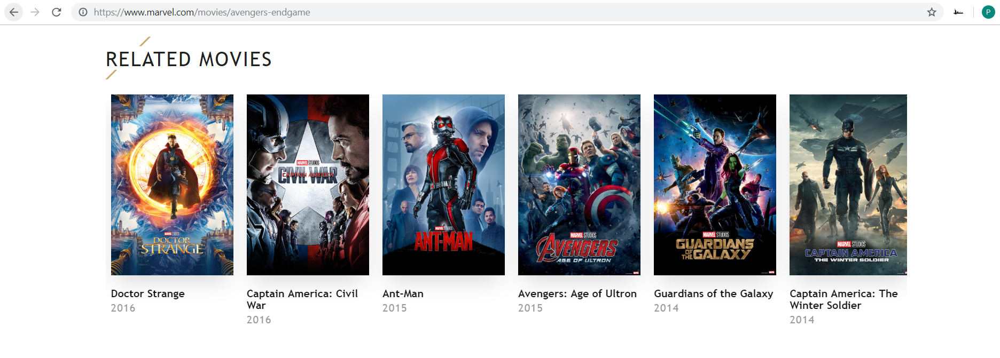 https://www.marvel.com/movies/avengers-endgame
P
RELATED MOVIES
MARVEL STUDIOS
DOCTOR
STRANGE
MARVEL STUDIOS
CAPTAIN AMERICA
CIVIL WAR
MARVEL STUDIOS
ANT-MAN
MARVEL STUDIOS
AVENGERS
AGE OF ULTRON
MARVEL
MARVEL STUDIOS
GUARDIANS
OF THE GALAXY
MARVEL
MARVEL STUDIOS
CAPTAIN AMERICA
THE WINTER SOLDIER
Doctor Strange
2016
Captain America: Civil
War
2016
Ant-Man
2015
Avengers: Age of Ultron
2015
Guardians of the Galaxy
2014
Captain America: The
Winter Soldier
2014